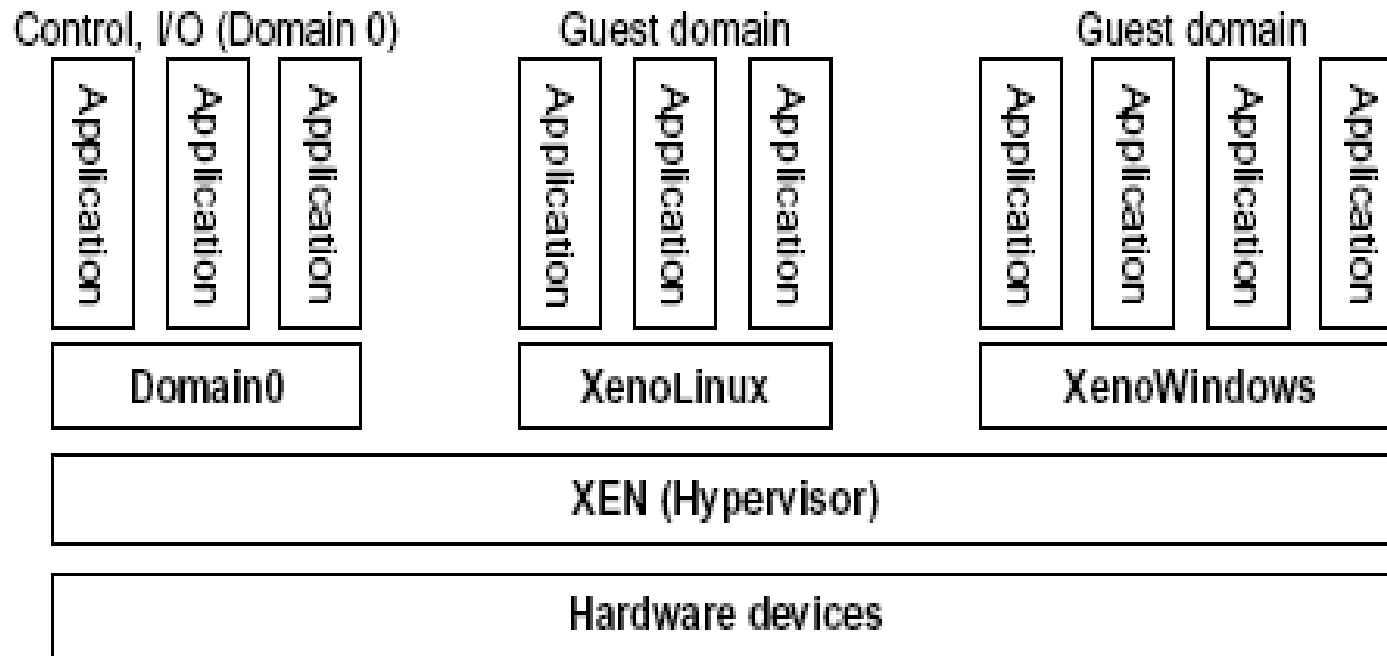 Control, I/O (Domain 0)
Guest domain
Guest domain
Application
Application
Application
Application
Application
Application
Application
Application
Application
Application
Domain0
XenoLinux
XenoWindows
XEN (Hypervisor)
Hardware devices